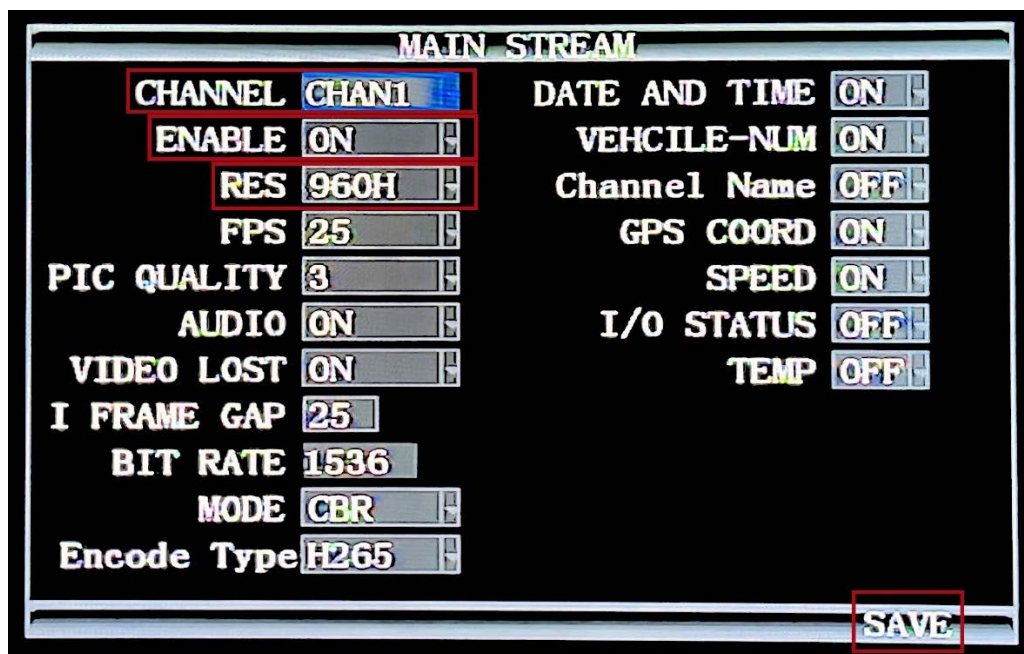 MAIN STREAM
CHANNEL CHAN1
ENABLE ON
RES 960H
FPS 25
PIC QUALITY 3
AUDIO ON
VIDEO LOST ON
I FRAME GAP 25
BIT RATE 1536
MODE CBR
Encode Type H265
DATE AND TIME ON
VEHCILE-NUM ON
Channel Name OFF
GPS COORD ON
SPEED ON
I/O STATUS OFF
TEMP OFF
SAVE